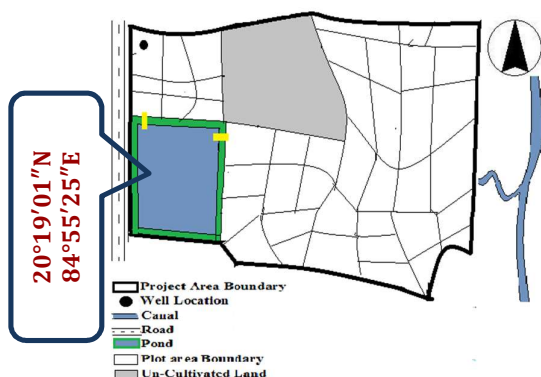 20°19′01″N
84°55′25″E
Project Area Boundary
Well Location
Canal
Road
Pond
Plot area Boundary
Un-Cultivated Land